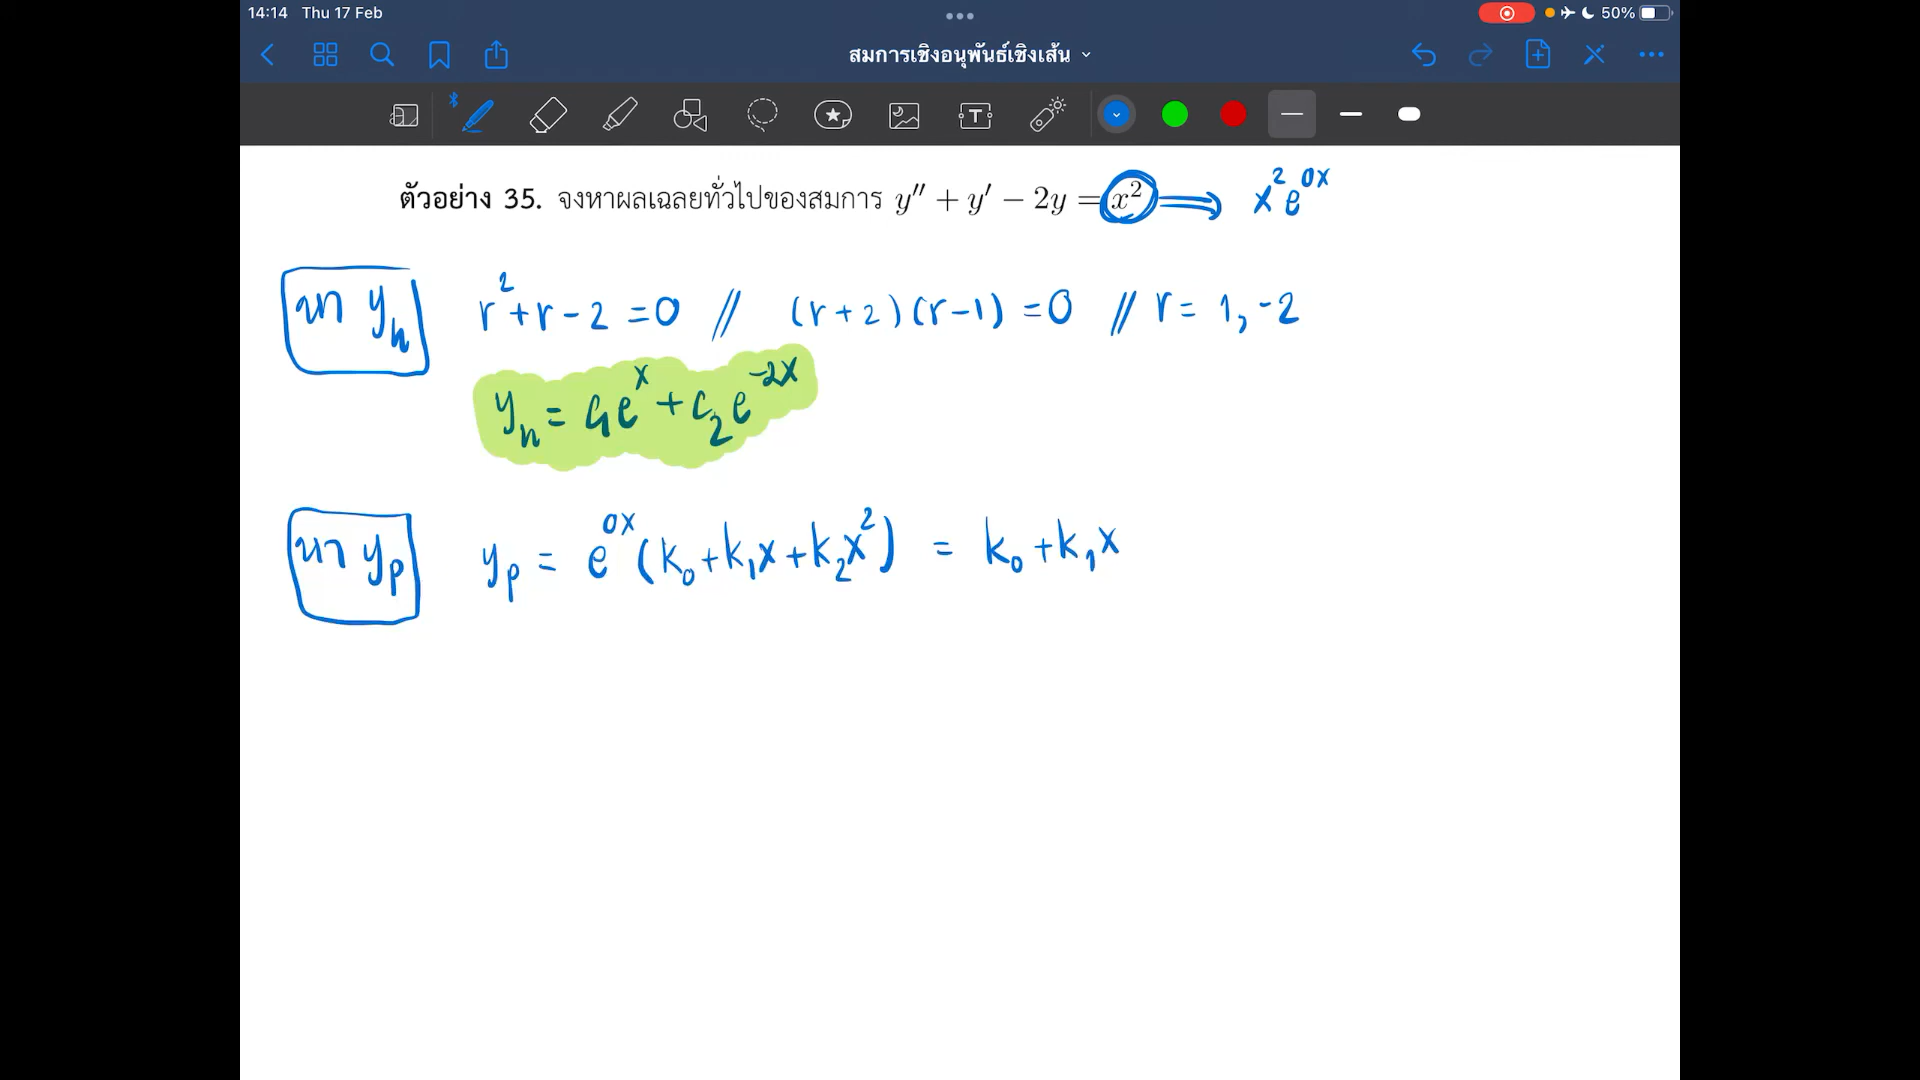 14:14 Thu 17 Feb
50%
สมการเชิงอนุพันธ์เชิงเส้น
T
ตัวอย่าง 35. จงหาผลเฉลยทั่วไปของสมการ y″ + y′ − 2y = x² x²e^{0x}
หา y_h r²+r−2=0 // (r+2)(r−1)=0 // r=1,−2
y_h = c₁e^x + c₂e^{−2x}
หา y_p y_p = e^{0x}(k₀+k₁x+k₂x²) = k₀+k₁x